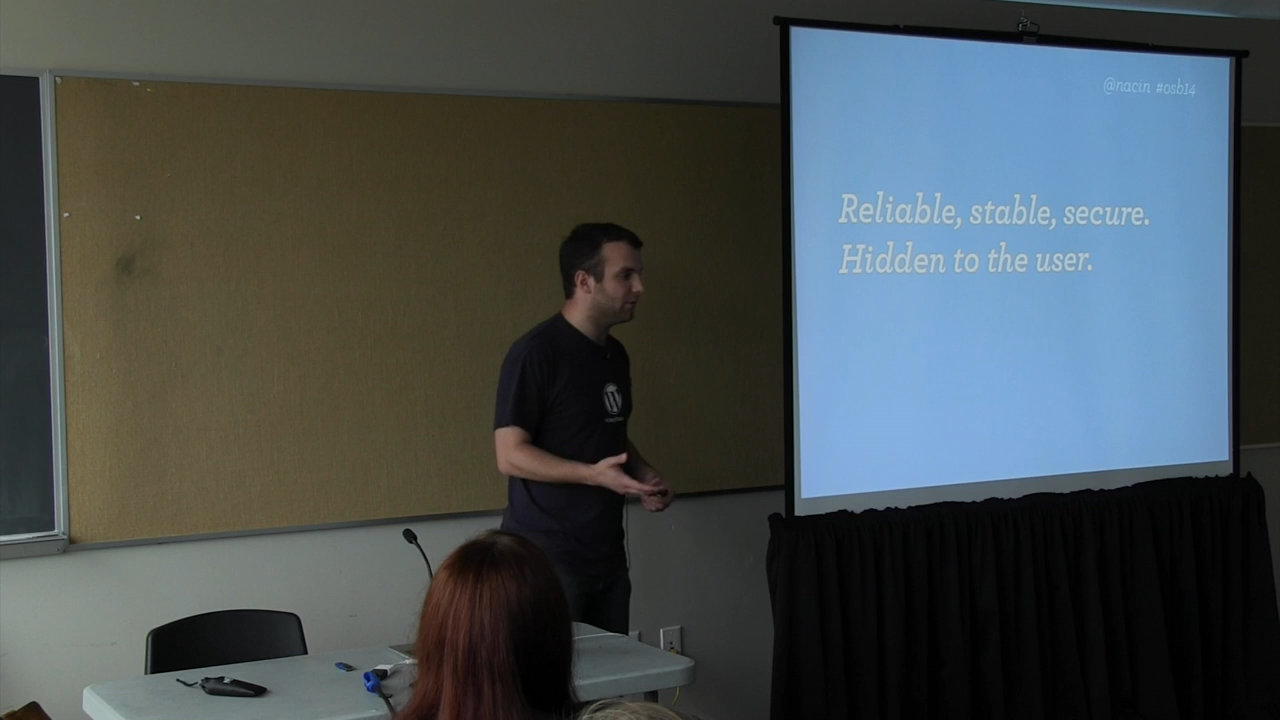 @nacin #osb14
Reliable, stable, secure.
Hidden to the user.